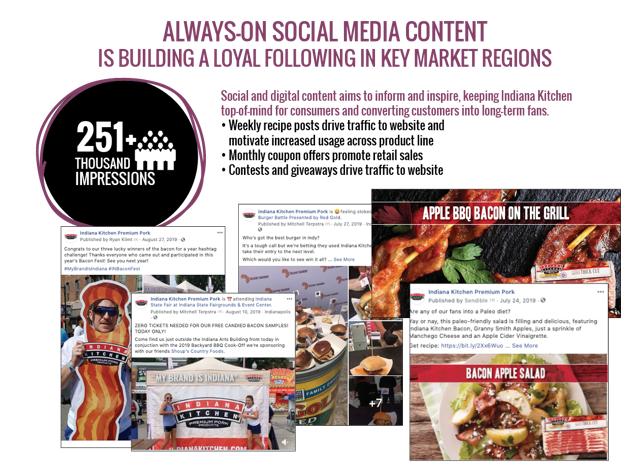 ALWAYS-ON SOCIAL MEDIA CONTENT
IS BUILDING A LOYAL FOLLOWING IN KEY MARKET REGIONS
251+
THOUSAND
IMPRESSIONS
Social and digital content aims to inform and inspire, keeping Indiana Kitchen
top-of-mind for consumers and converting customers into long-term fans.
• Weekly recipe posts drive traffic to website and
motivate increased usage across product line
• Monthly coupon offers promote retail sales
• Contests and giveaways drive traffic to website
Indiana Kitchen Premium Pork
Published by Ryan Klint · August 27, 2019 ·
Congrats to our three lucky winners of the bacon for a year hashtag
challenge! Thanks everyone who came out and participated in this
year's Bacon Fest! See you next year!
#MyBrandIsIndiana #INBaconFest
INDIANA
KITCHEN
Indiana Kitchen Premium Pork is attending Indiana
State Fair at Indiana State Fairgrounds & Event Center.
Published by Mitchell Terpstra · August 10, 2019 · Indianapolis
ZERO TICKETS NEEDED FOR OUR FREE CANDIED BACON SAMPLES!
TODAY ONLY!
Come find us just outside the Indiana Arts Building from today in
conjunction with the 2019 Backyard BBQ Cook-Off we're sponsoring
with our friends Shoup's Country Foods.
"MY BRAND IS INDIANA"
INDIANA
KITCHEN
PREMIUM PORK
INDIANAKITCHEN.COM
Indiana Kitchen Premium Pork is feeling
Burger Battle Presented by Red Gold.
Published by Mitchell Terpstra · July 27, 2019 ·
Who's got the best burger in Indy?
It's a tough call but we're betting they used Indiana Kitchen
take their entry to the next level.
Which would you like to see win it all? ... See More
+7
APPLE BBQ BACON ON THE GRILL
Indiana Kitchen Premium Pork
Published by Sendible · July 24, 2019 ·
Are any of our fans into a Paleo diet?
Yay or nay, this paleo-friendly salad is filling and delicious, featuring
Indiana Kitchen Bacon, Granny Smith Apples, just a sprinkle of
Manchego Cheese and an Apple Cider Vinaigrette.
Get recipe: https://bit.ly/2Xx6Wuo ... See More
BACON APPLE SALAD